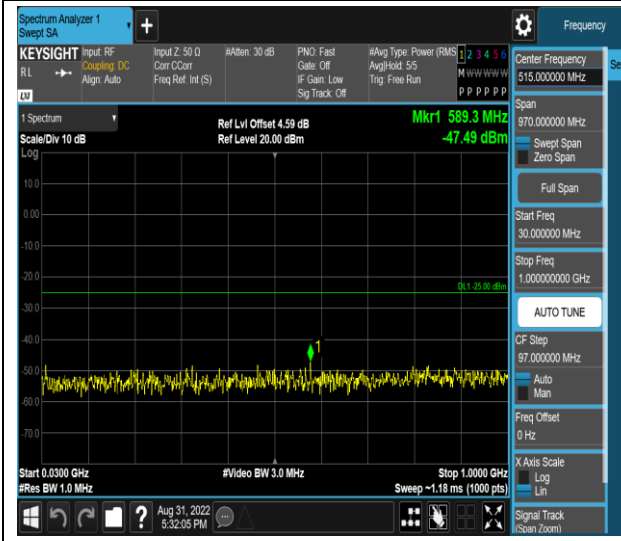 Spectrum Analyzer 1
Swept SA
+
Frequency
KEYSIGHT
RL
LXI
Input: RF
Coupling: DC
Align: Auto
Input Z: 50 Ω
Corr CCorr
Freq Ref: Int (S)
#Atten: 30 dB
PNO: Fast
Gate: Off
IF Gain: Low
Sig Track: Off
#Avg Type: Power (RMS
Avg|Hold: 5/5
Trig: Free Run
1 2 3 4 5 6
M W W W W W
P P P P P P
1 Spectrum
Scale/Div 10 dB
Log
Ref Lvl Offset 4.59 dB
Ref Level 20.00 dBm
Mkr1 589.3 MHz
-47.49 dBm
10.0
0.00
-10.0
-20.0
-30.0
-40.0
-50.0
-60.0
-70.0
DL1 -25.00 dBm
1
Start 0.0300 GHz
#Res BW 1.0 MHz
#Video BW 3.0 MHz
Stop 1.0000 GHz
Sweep ~1.18 ms (1000 pts)
Center Frequency
515.000000 MHz
Se
Span
970.000000 MHz
Swept Span
Zero Span
Full Span
Start Freq
30.000000 MHz
Stop Freq
1.000000000 GHz
AUTO TUNE
CF Step
97.000000 MHz
Auto
Man
Freq Offset
0 Hz
X Axis Scale
Log
Lin
Signal Track
(Span Zoom)
?
Aug 31, 2022
5:32:05 PM